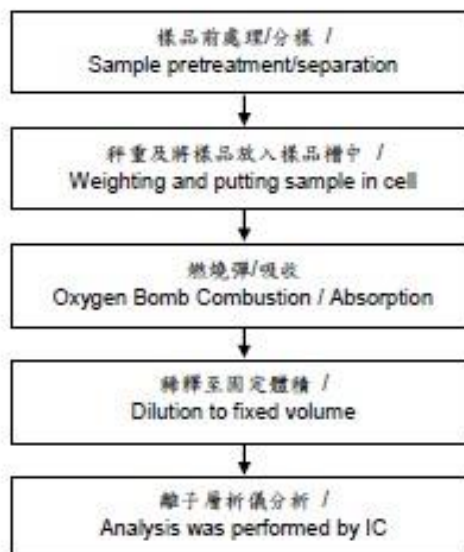 樣品前處理/分樣 /
Sample pretreatment/separation
秤重及將樣品放入樣品槽中 /
Weighting and putting sample in cell
燃燒彈/吸收
Oxygen Bomb Combustion / Absorption
稀釋至固定體積 /
Dilution to fixed volume
離子層析儀分析 /
Analysis was performed by IC